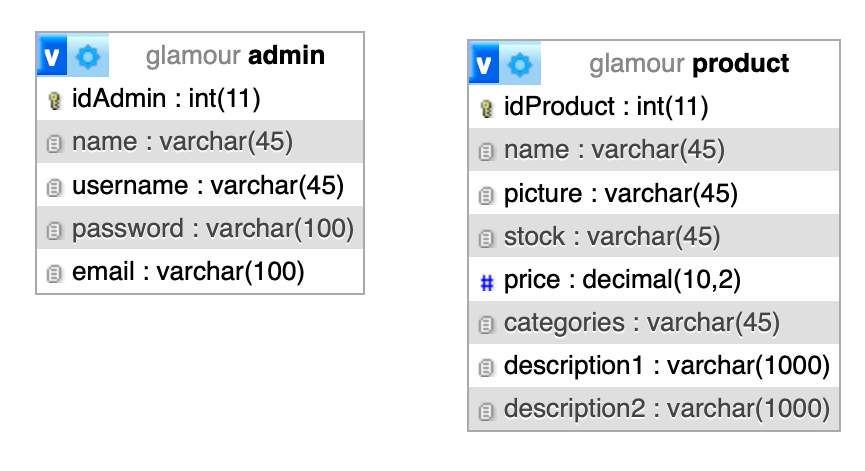 v glamour admin
idAdmin : int(11)
name : varchar(45)
username : varchar(45)
password : varchar(100)
email : varchar(100)
v glamour product
idProduct : int(11)
name : varchar(45)
picture : varchar(45)
stock : varchar(45)
# price : decimal(10,2)
categories : varchar(45)
description1 : varchar(1000)
description2 : varchar(1000)